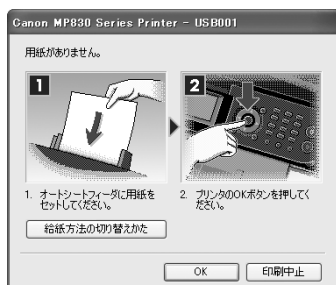 Canon MP830 Series Printer - USB001
用紙がありません。
1
2
1. オートシートフィーダに用紙を
セットしてください。
2. プリンタのOKボタンを押してく
ださい。
給紙方法の切り替えかた
OK
印刷中止